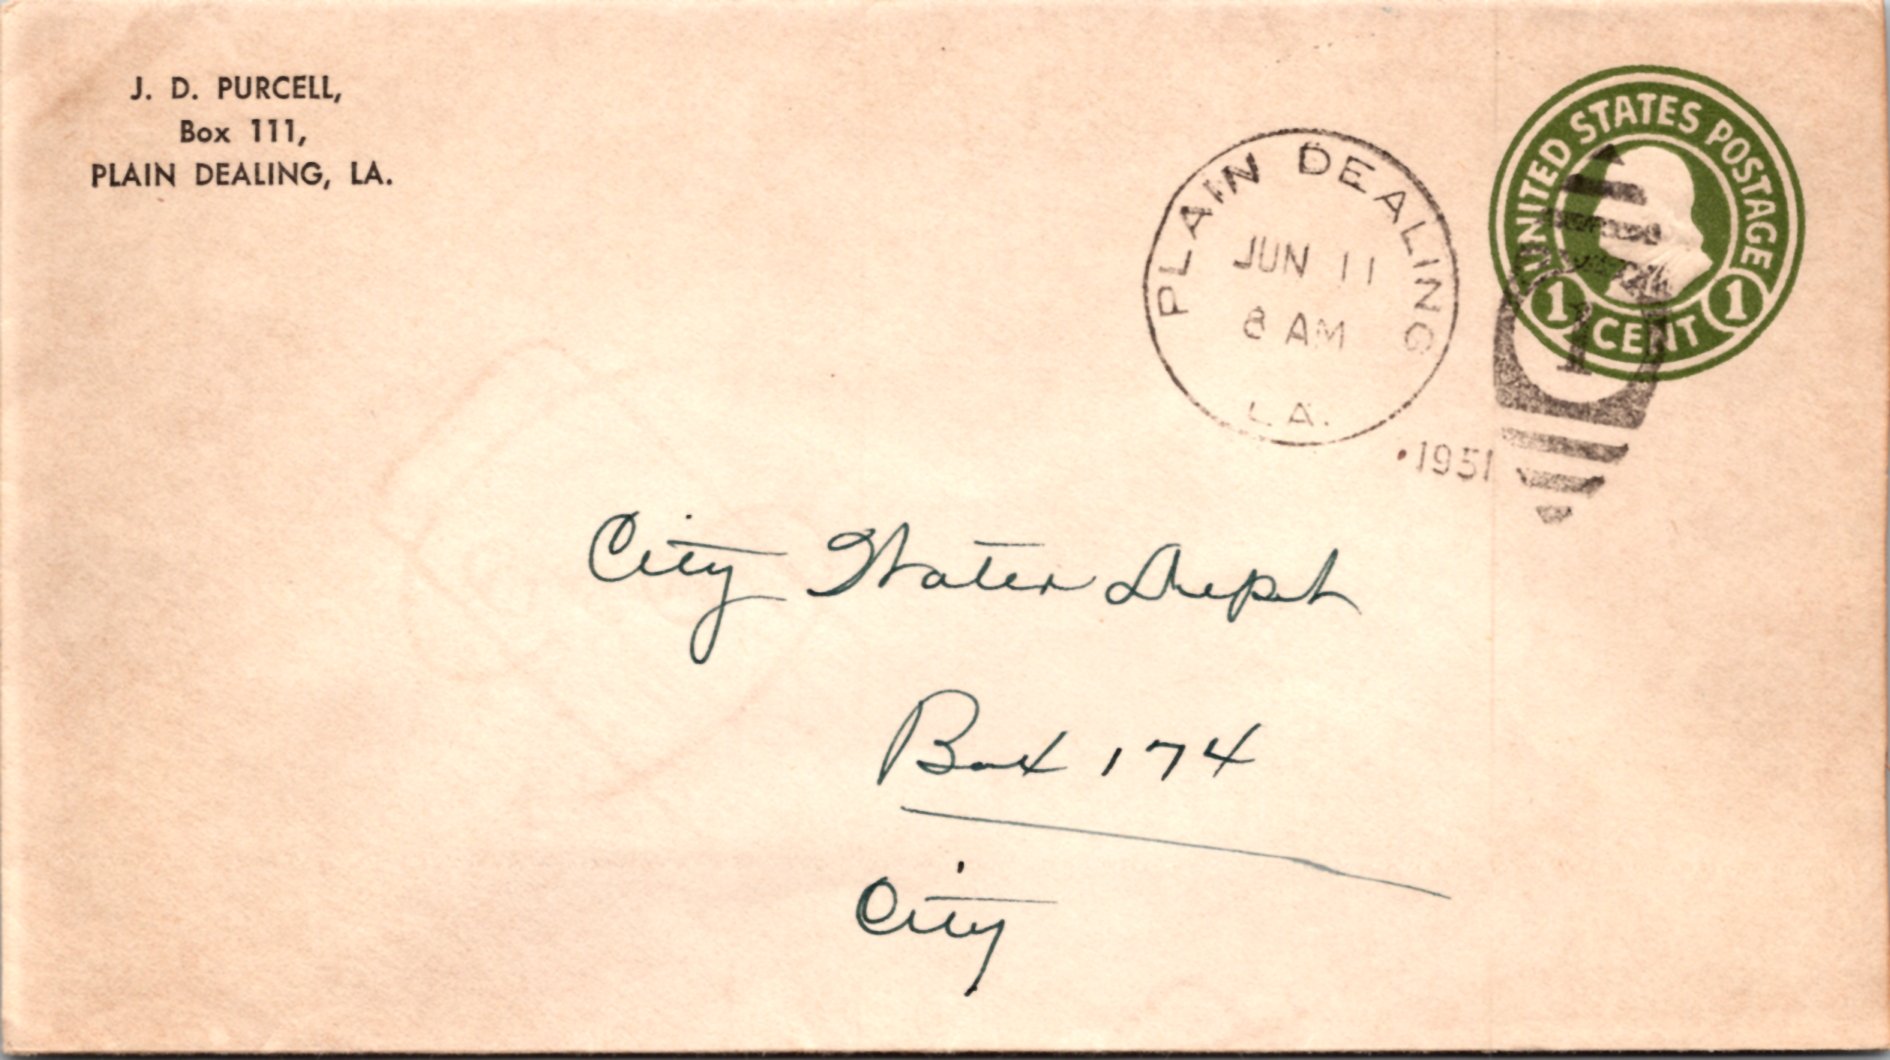 J. D. PURCELL,
Box 111,
PLAIN DEALING, LA.
PLAIN DEALING
JUN 11
8 AM
LA.
1951
1
UNITED STATES POSTAGE
1 CENT 1
City Water Dept
Box 174
City